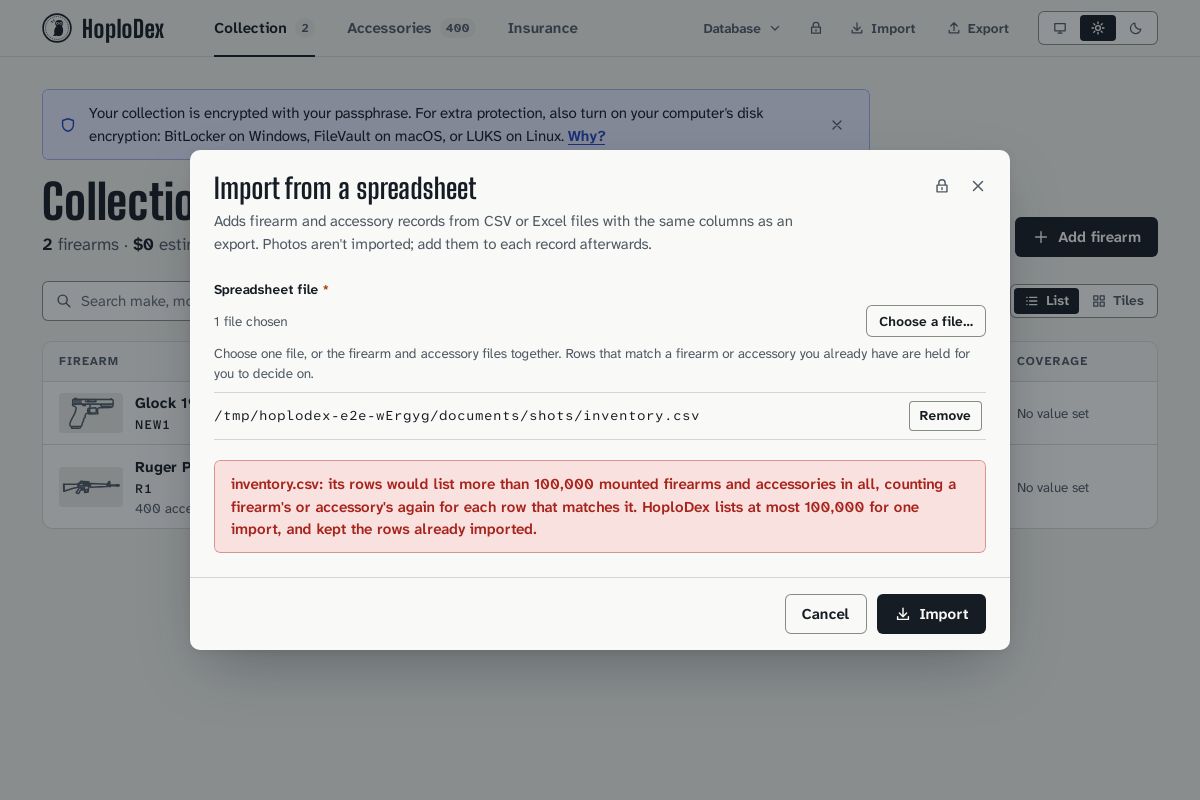 HoploDex
Collection 2
Accessories 400
Insurance
Database
Import
Export
Your collection is encrypted with your passphrase. For extra protection, also turn on your computer's disk
encryption: BitLocker on Windows, FileVault on macOS, or LUKS on Linux. Why?
2 firearms · $0
Add firearm
Search make,
List
Tiles
FIREARM
COVERAGE
Glock
NEW1
No value set
Ruger
R1
400
No value set
Import from a spreadsheet
Adds firearm and accessory records from CSV or Excel files with the same columns as an
export. Photos aren't imported; add them to each record afterwards.
Spreadsheet file *
1 file chosen
Choose a file...
Choose one file, or the firearm and accessory files together. Rows that match a firearm or accessory you already have are held for
you to decide on.
/tmp/hoplodex-e2e-wErgyg/documents/shots/inventory.csv
Remove
inventory.csv: its rows would list more than 100,000 mounted firearms and accessories in all, counting a
firearm's or accessory's again for each row that matches it. HoploDex lists at most 100,000 for one
import, and kept the rows already imported.
Cancel
Import